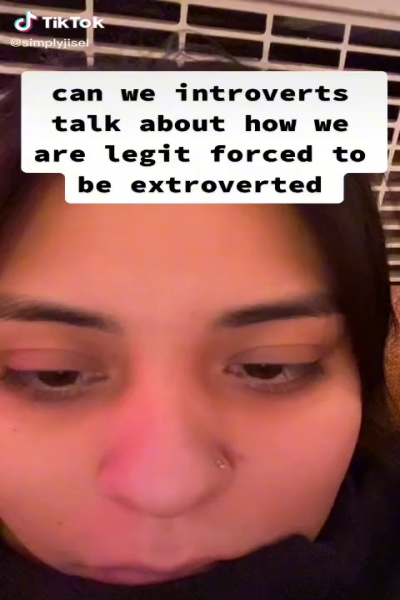 TikTok
@simplyjisel
can we introverts
talk about how we
are legit forced to
be extroverted